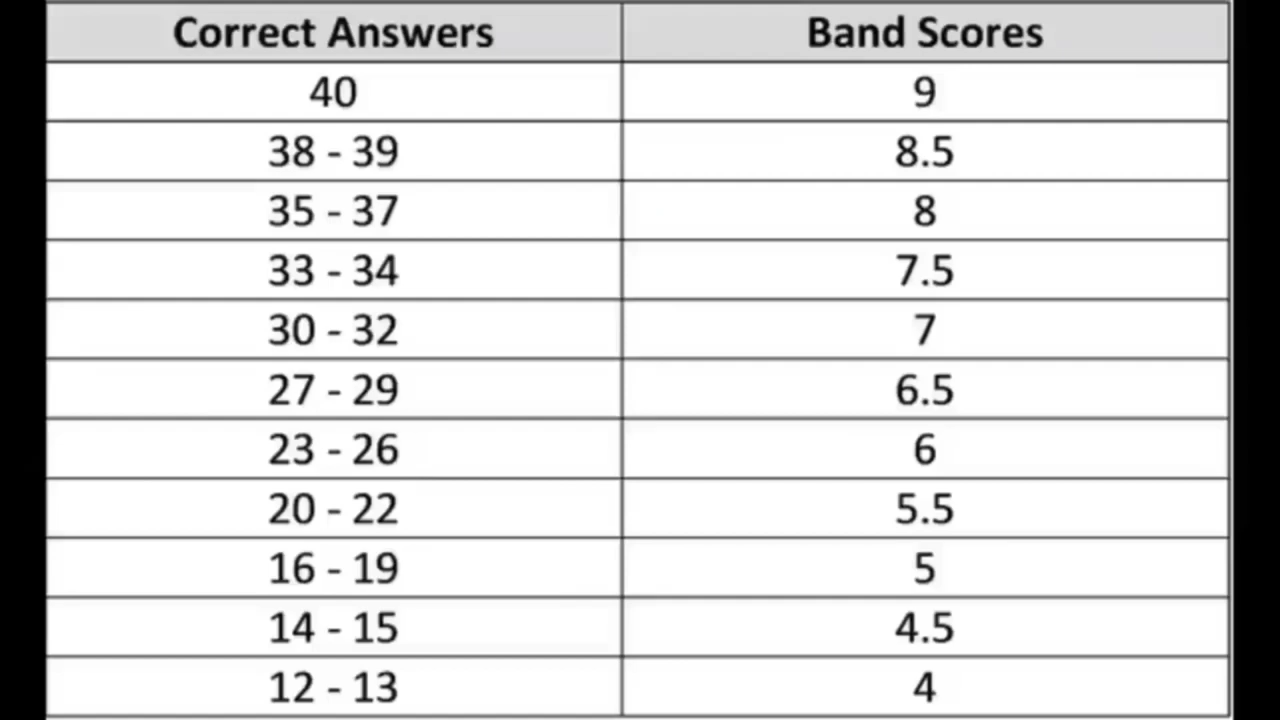 Correct Answers Band Scores
40 9
38 - 39 8.5
35 - 37 8
33 - 34 7.5
30 - 32 7
27 - 29 6.5
23 - 26 6
20 - 22 5.5
16 - 19 5
14 - 15 4.5
12 - 13 4